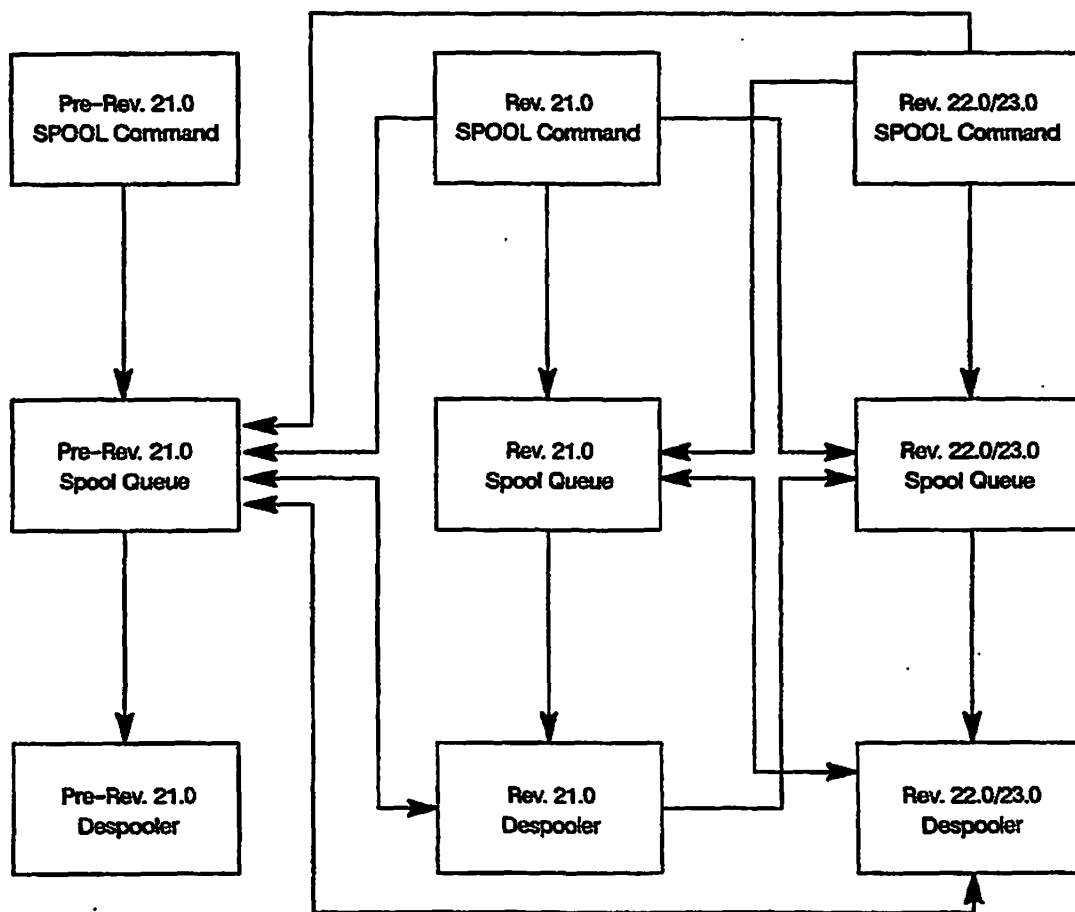 Pre-Rev. 21.0
SPOOL Command
Rev. 21.0
SPOOL Command
Rev. 22.0/23.0
SPOOL Command
Pre-Rev. 21.0
Spool Queue
Rev. 21.0
Spool Queue
Rev. 22.0/23.0
Spool Queue
Pre-Rev. 21.0
Despooler
Rev. 21.0
Despooler
Rev. 22.0/23.0
Despooler